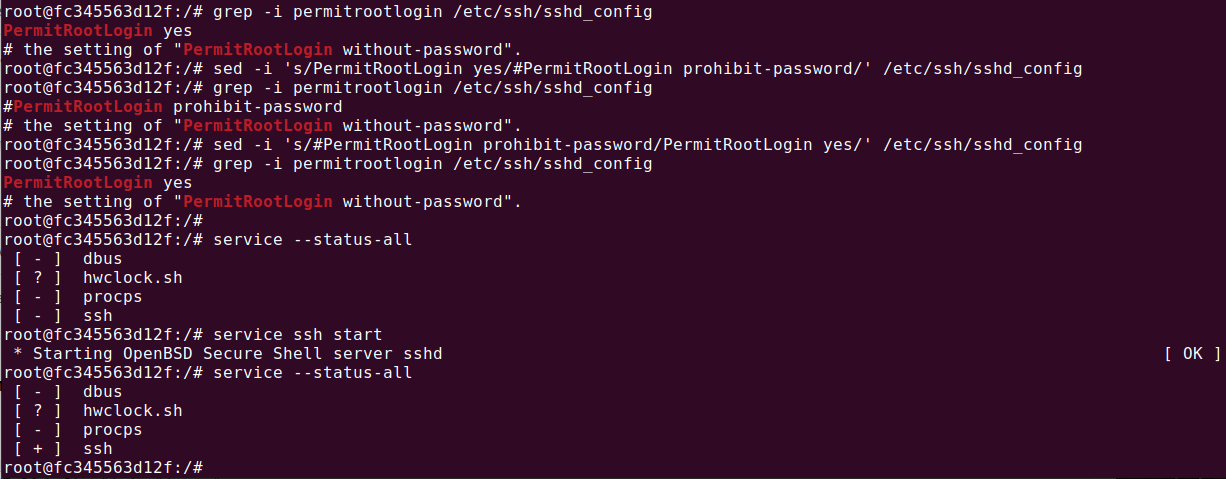 root@fc345563d12f:/# grep -i permitrootlogin /etc/ssh/sshd_config
PermitRootLogin yes
# the setting of "PermitRootLogin without-password".
root@fc345563d12f:/# sed -i 's/PermitRootLogin yes/#PermitRootLogin prohibit-password/' /etc/ssh/sshd_config
root@fc345563d12f:/# grep -i permitrootlogin /etc/ssh/sshd_config
#PermitRootLogin prohibit-password
# the setting of "PermitRootLogin without-password".
root@fc345563d12f:/# sed -i 's/#PermitRootLogin prohibit-password/PermitRootLogin yes/' /etc/ssh/sshd_config
root@fc345563d12f:/# grep -i permitrootlogin /etc/ssh/sshd_config
PermitRootLogin yes
# the setting of "PermitRootLogin without-password".
root@fc345563d12f:/#
root@fc345563d12f:/# service --status-all
 [ - ]  dbus
 [ ? ]  hwclock.sh
 [ - ]  procps
 [ - ]  ssh
root@fc345563d12f:/# service ssh start
 * Starting OpenBSD Secure Shell server sshd [ OK ]
root@fc345563d12f:/# service --status-all
 [ - ]  dbus
 [ ? ]  hwclock.sh
 [ - ]  procps
 [ + ]  ssh
root@fc345563d12f:/#